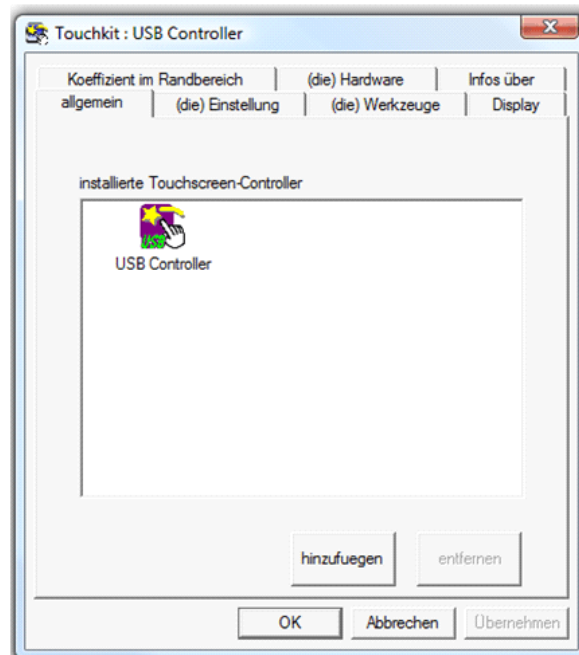 Touchkit : USB Controller
Koeffizient im Randbereich (die) Hardware Infos über
allgemein (die) Einstellung (die) Werkzeuge Display
installierte Touchscreen-Controller
USB
USB Controller
hinzufuegen entfernen
OK Abbrechen Übernehmen